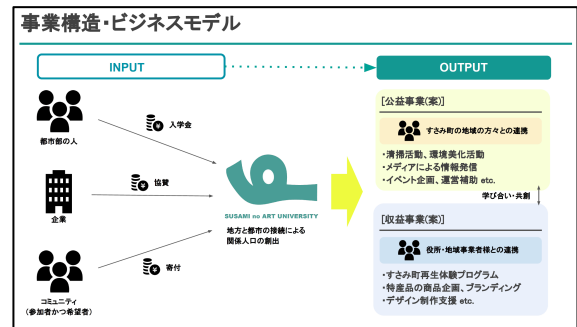 事業構造・ビジネスモデル
INPUT
OUTPUT
都市部の人
入学金
企業
協賛
コミュニティ
(参加者かつ希望者)
寄付
SUSAMI no ART UNIVERSITY
地方と都市の接続による
関係人口の創出
[公益事業(案)]
すさみ町の地域の方々との連携
・清掃活動、環境美化活動
・メディアによる情報発信
・イベント企画、運営補助 etc.
学び合い・共創
[収益事業(案)]
役所・地域事業者様との連携
・すさみ町再生体験プログラム
・特産品の商品企画、ブランディング
・デザイン制作支援 etc.